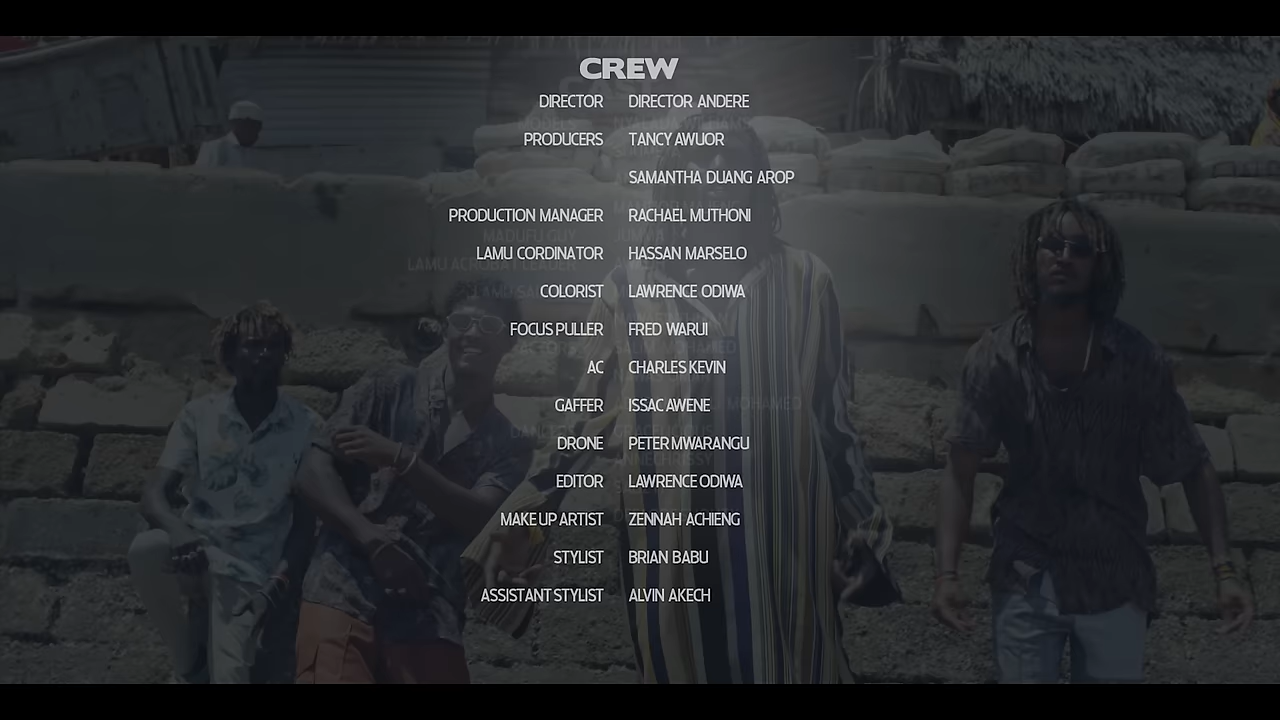 CREW
DIRECTOR DIRECTOR ANDERE
PRODUCERS TANCY AWUOR
SAMANTHA DUANG AROP
PRODUCTION MANAGER RACHAEL MUTHONI
LAMU CORDINATOR HASSAN MARSELO
COLORIST LAWRENCE ODIWA
FOCUS PULLER FRED WARUI
AC CHARLES KEVIN
GAFFER ISSAC AWENE
DRONE PETER MWARANGU
EDITOR LAWRENCE ODIWA
MAKE UP ARTIST ZENNAH ACHIENG
STYLIST BRIAN BABU
ASSISTANT STYLIST ALVIN AKECH